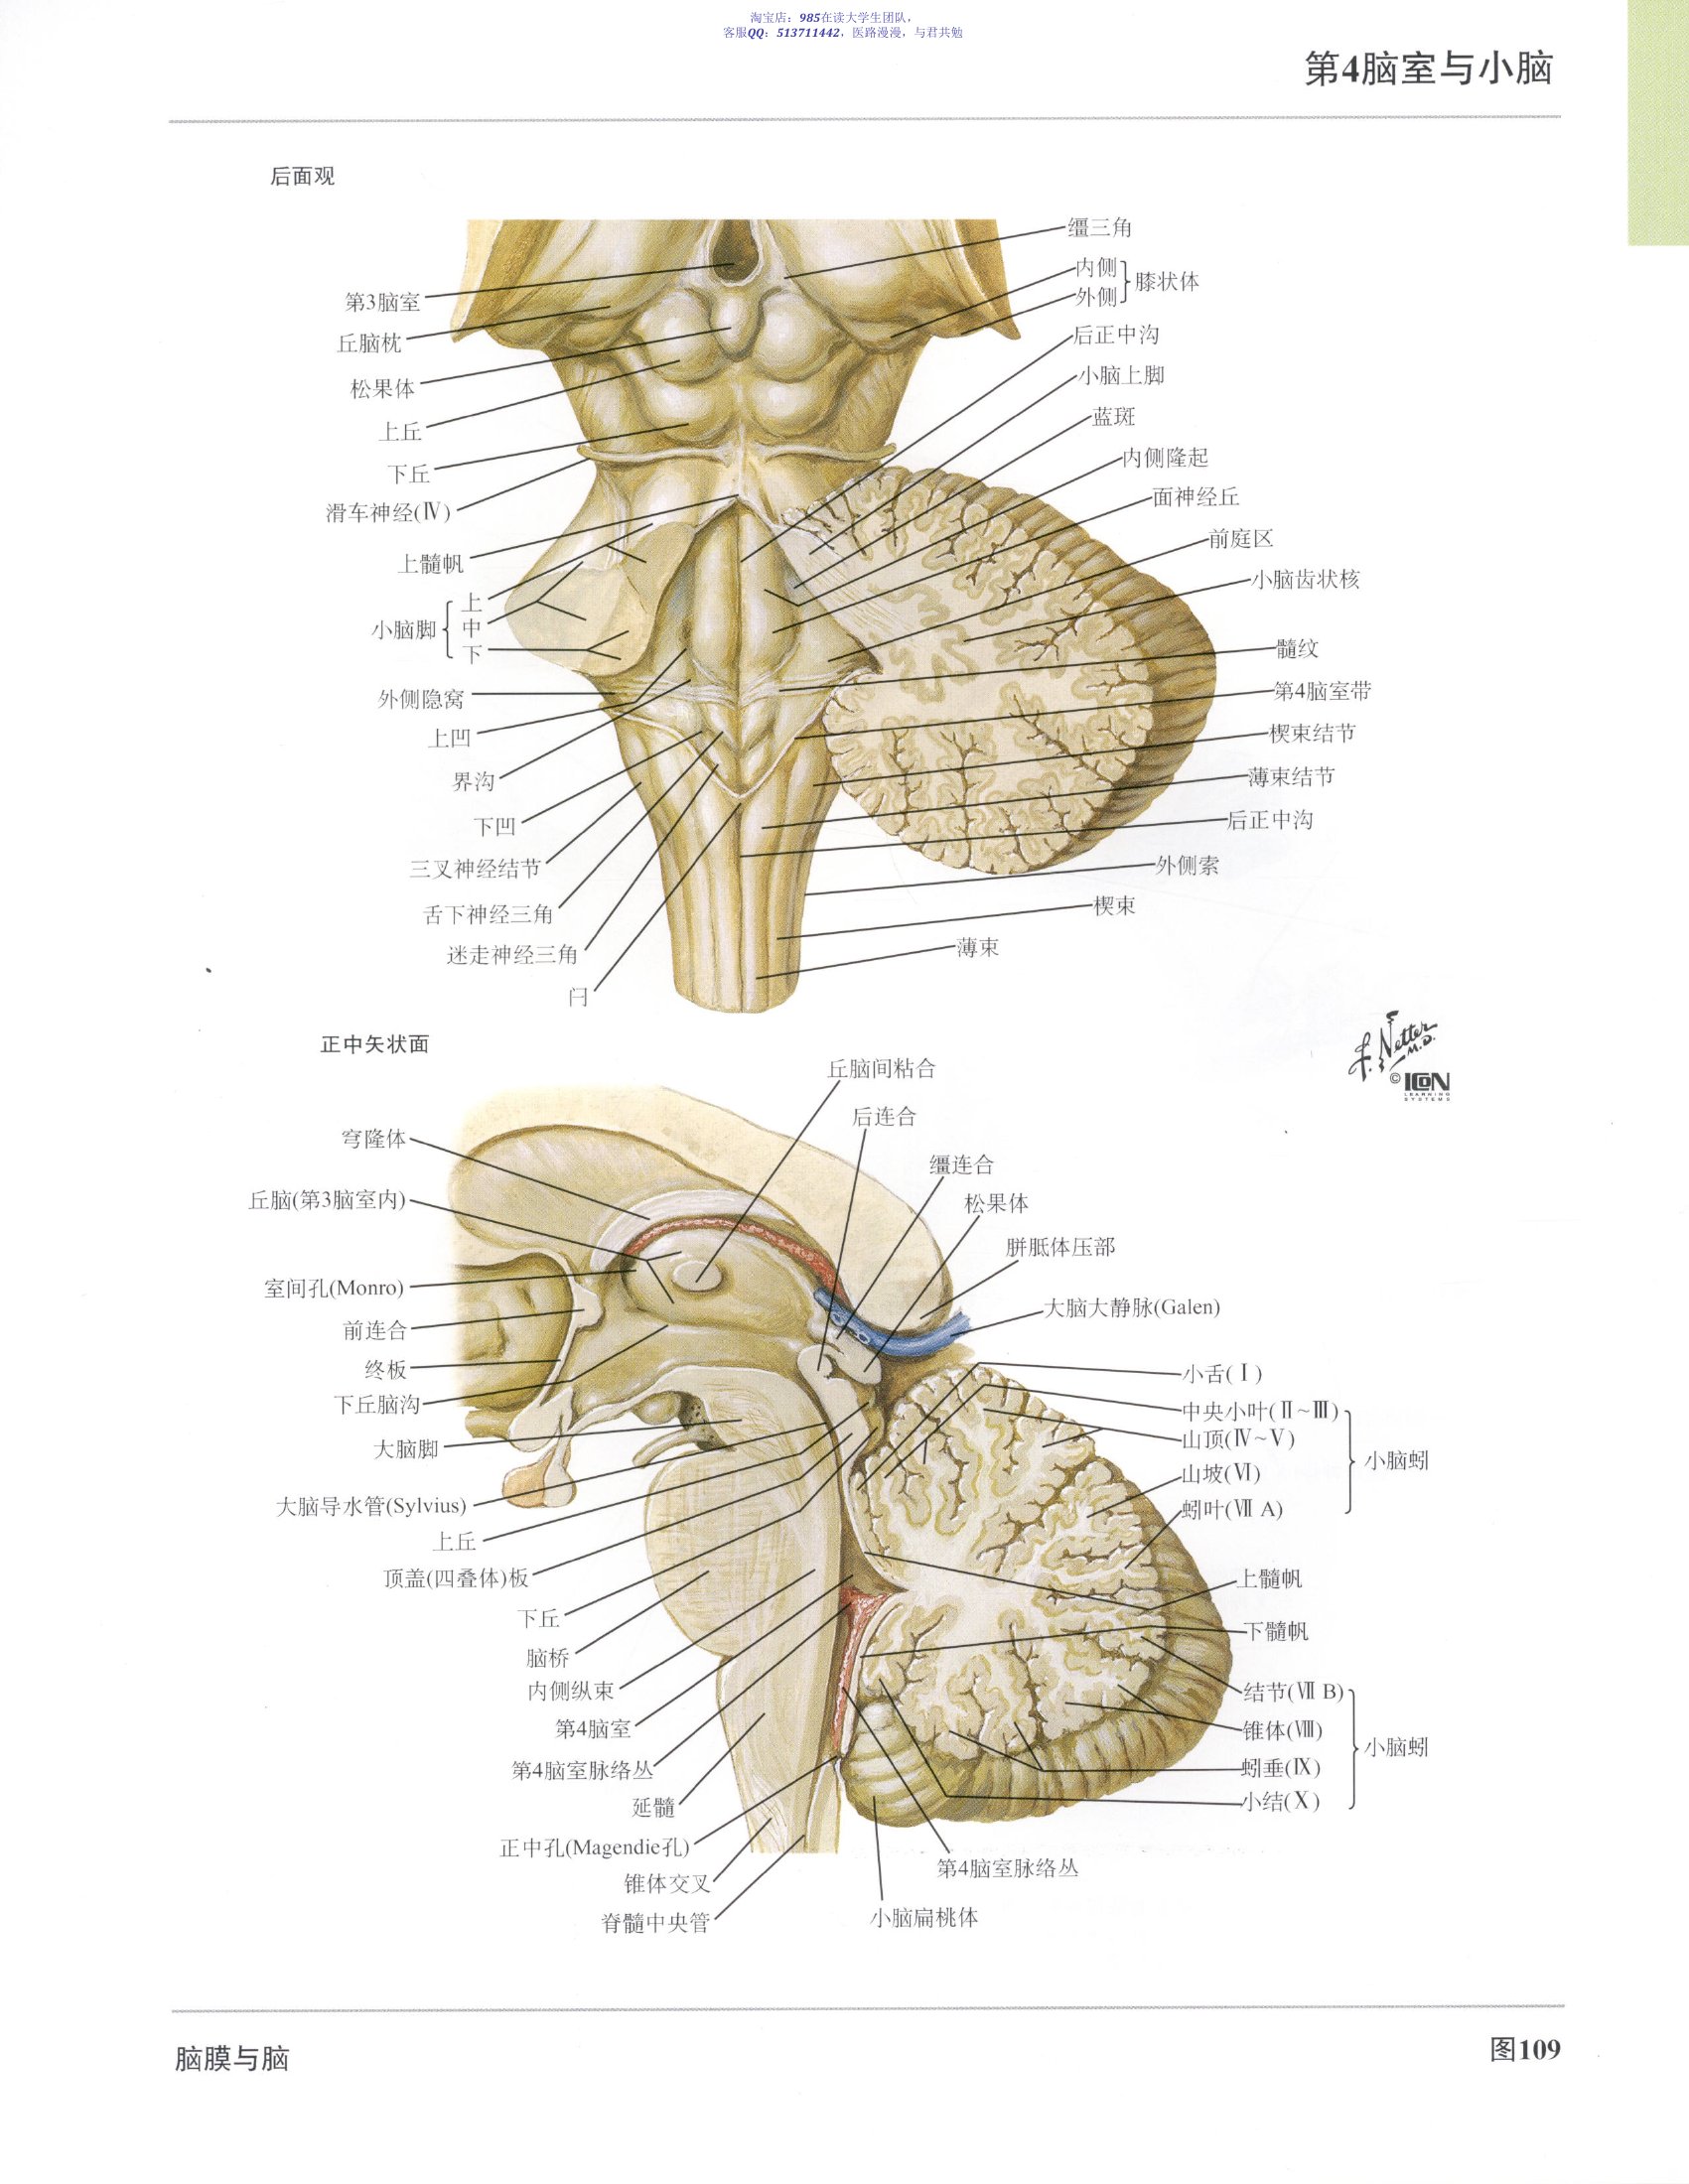 淘宝店：985在读大学生团队，
客服QQ：513711442，医路漫漫，与君共勉
第4脑室与小脑
后面观
第3脑室
丘脑枕
松果体
上丘
下丘
滑车神经(Ⅳ)
上髓帆
小脑脚
上
中
下
外侧隐窝
上凹
界沟
下凹
三叉神经结节
舌下神经三角
迷走神经三角
闩
缰三角
内侧
外侧
膝状体
后正中沟
小脑上脚
蓝斑
内侧隆起
面神经丘
前庭区
小脑齿状核
髓纹
第4脑室带
楔束结节
薄束结节
后正中沟
外侧索
楔束
薄束
F. Netter M.D.
© ICON
LEARNING
SYSTEMS
正中矢状面
丘脑间粘合
后连合
缰连合
松果体
胼胝体压部
大脑大静脉(Galen)
穹隆体
丘脑(第3脑室内)
室间孔(Monro)
前连合
终板
下丘脑沟
大脑脚
大脑导水管(Sylvius)
上丘
顶盖(四叠体)板
下丘
脑桥
内侧纵束
第4脑室
第4脑室脉络丛
延髓
正中孔(Magendie孔)
锥体交叉
脊髓中央管
小舌(Ⅰ)
中央小叶(Ⅱ~Ⅲ)
山顶(Ⅳ~Ⅴ)
山坡(Ⅵ)
蚓叶(Ⅶ A)
小脑蚓
上髓帆
下髓帆
结节(Ⅶ B)
锥体(Ⅷ)
蚓垂(Ⅸ)
小结(Ⅹ)
小脑蚓
第4脑室脉络丛
小脑扁桃体
脑膜与脑
图109